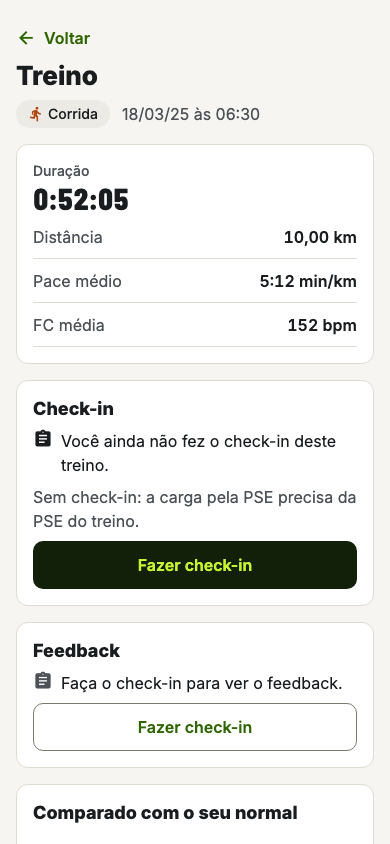 Voltar
Treino
Corrida 18/03/25 às 06:30
Duração
0:52:05
Distância 10,00 km
Pace médio 5:12 min/km
FC média 152 bpm
Check-in
Você ainda não fez o check-in deste
treino.
Sem check-in: a carga pela PSE precisa da
PSE do treino.
Fazer check-in
Feedback
Faça o check-in para ver o feedback.
Fazer check-in
Comparado com o seu normal